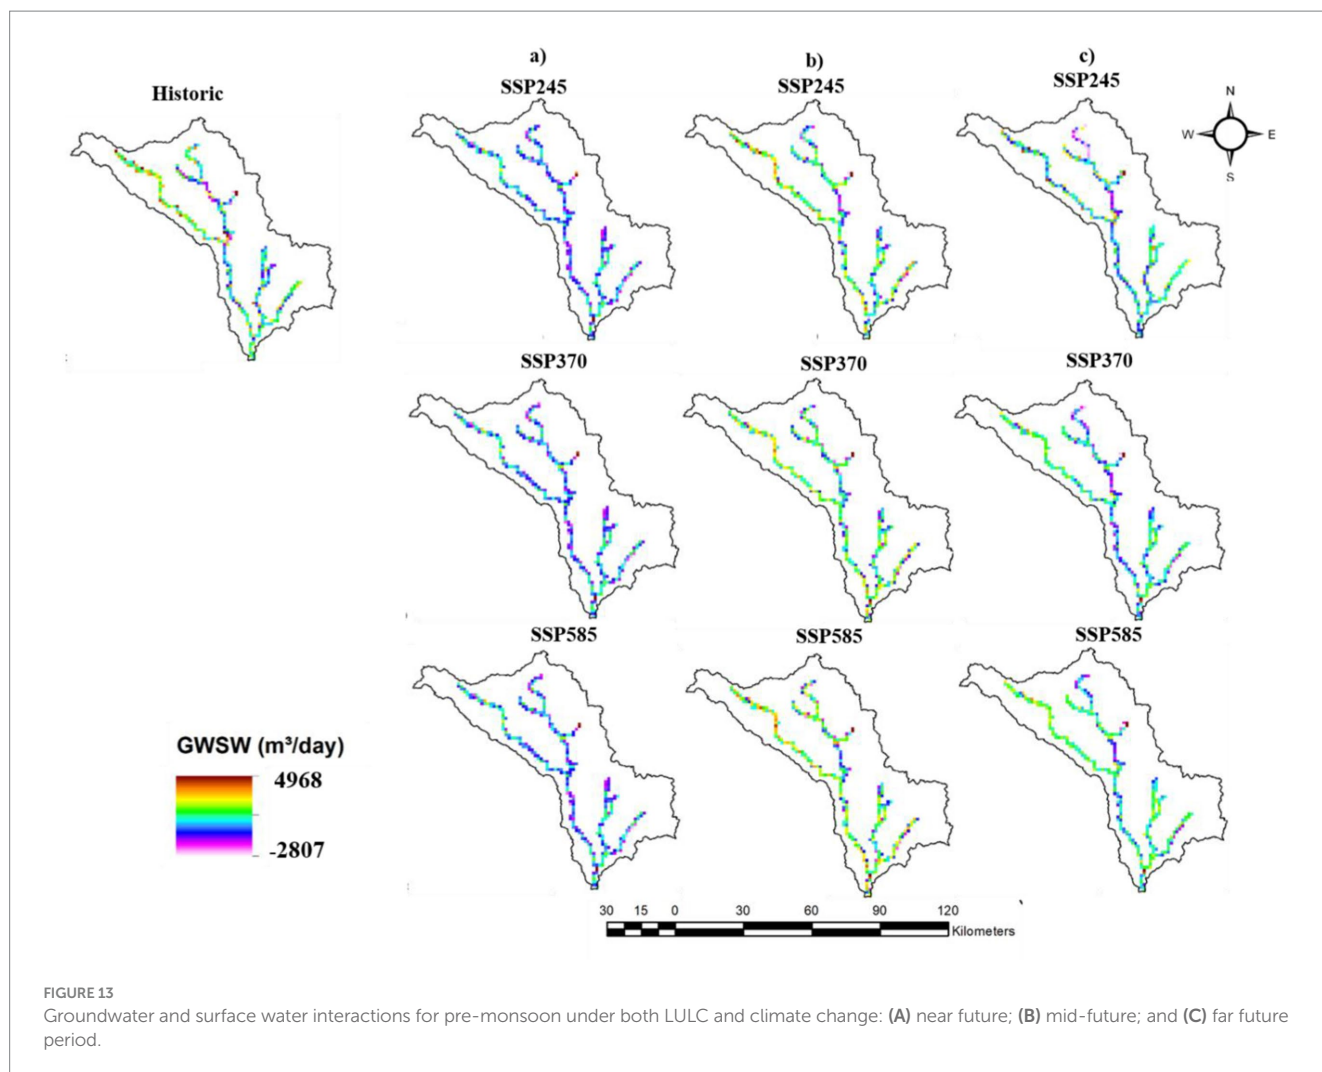 a)
b)
c)
Historic
SSP245
SSP245
SSP245
N
W
E
S
SSP370
SSP370
SSP370
SSP585
SSP585
SSP585
GWSW (m³/day)
4968
-2807
30 15 0 30 60 90 120
Kilometers
FIGURE 13
Groundwater and surface water interactions for pre-monsoon under both LULC and climate change: (A) near future; (B) mid-future; and (C) far future
period.